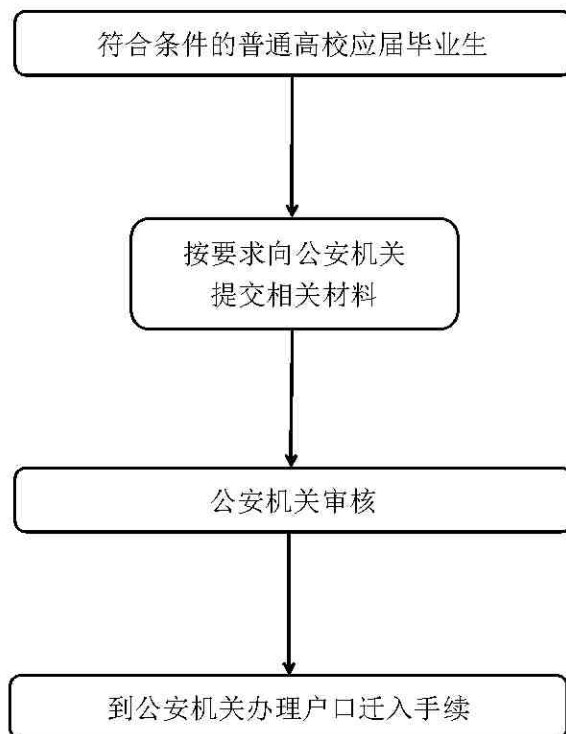 符合条件的普通高校应届毕业生
按要求向公安机关
提交相关材料
公安机关审核
到公安机关办理户口迁入手续